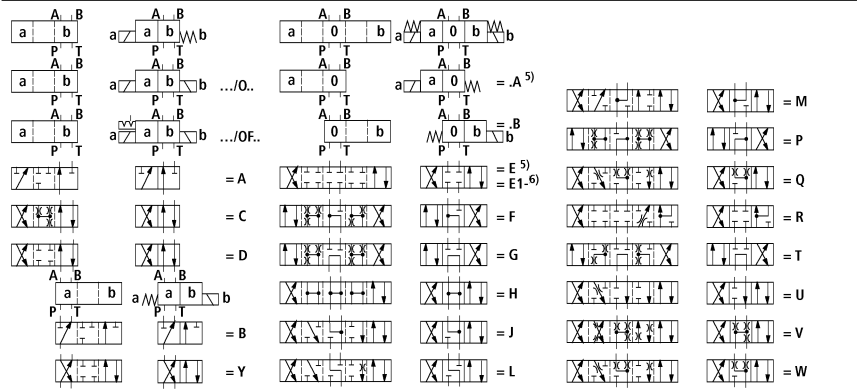 A B A B A B A B
a b a a b b a 0 b a a 0 b b
P T P T P T P T
A B A B A B A B
a b a a b b .../O.. a 0 a a 0 = .A 5)
P T P T P T P T
= M
A B A B A B A B
a b a a b b .../OF.. 0 b 0 b b = .B
P T P T P T P T
= P
= A = E 5)
= E1- 6) = Q
= C = F = R
= D = G = T
A B A B
a b a a b b = H = U
P T P T
= B = J = V
= Y = L = W